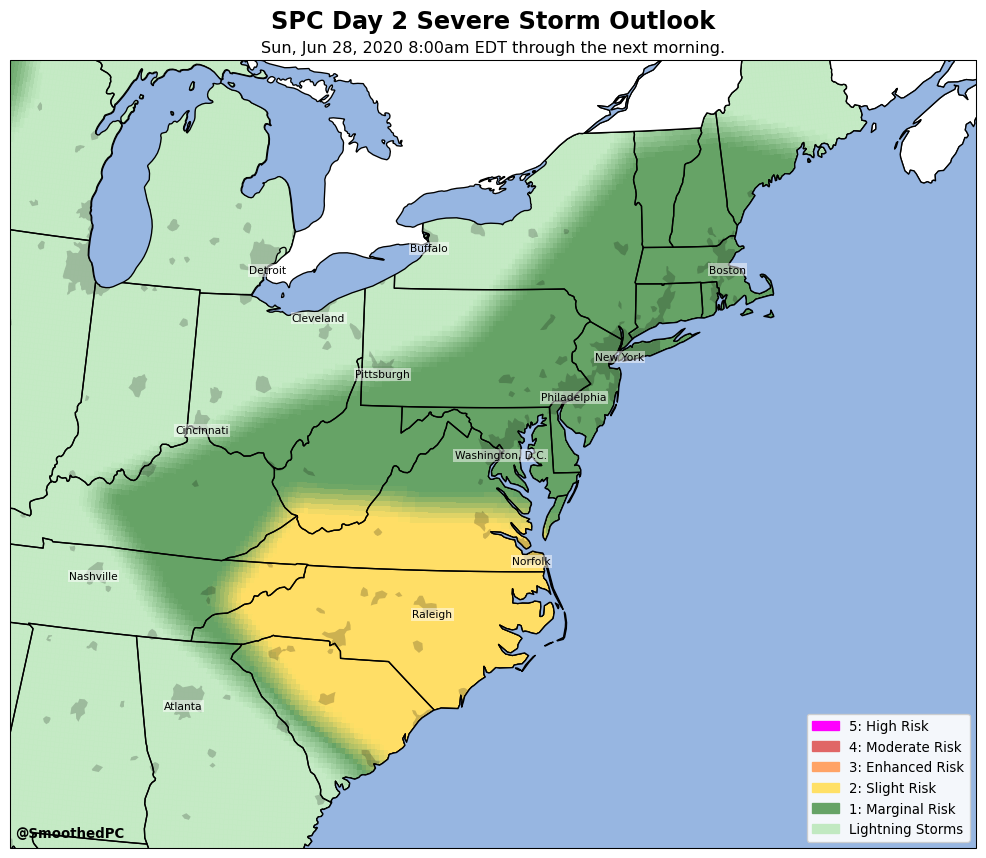 SPC Day 2 Severe Storm Outlook
Sun, Jun 28, 2020 8:00am EDT through the next morning.
Buffalo
Boston
Detroit
Cleveland
New York
Pittsburgh
Philadelphia
Cincinnati
Washington, D.C.
Norfolk
Nashville
Raleigh
Atlanta
5: High Risk
4: Moderate Risk
3: Enhanced Risk
2: Slight Risk
1: Marginal Risk
Lightning Storms
@SmoothedPC